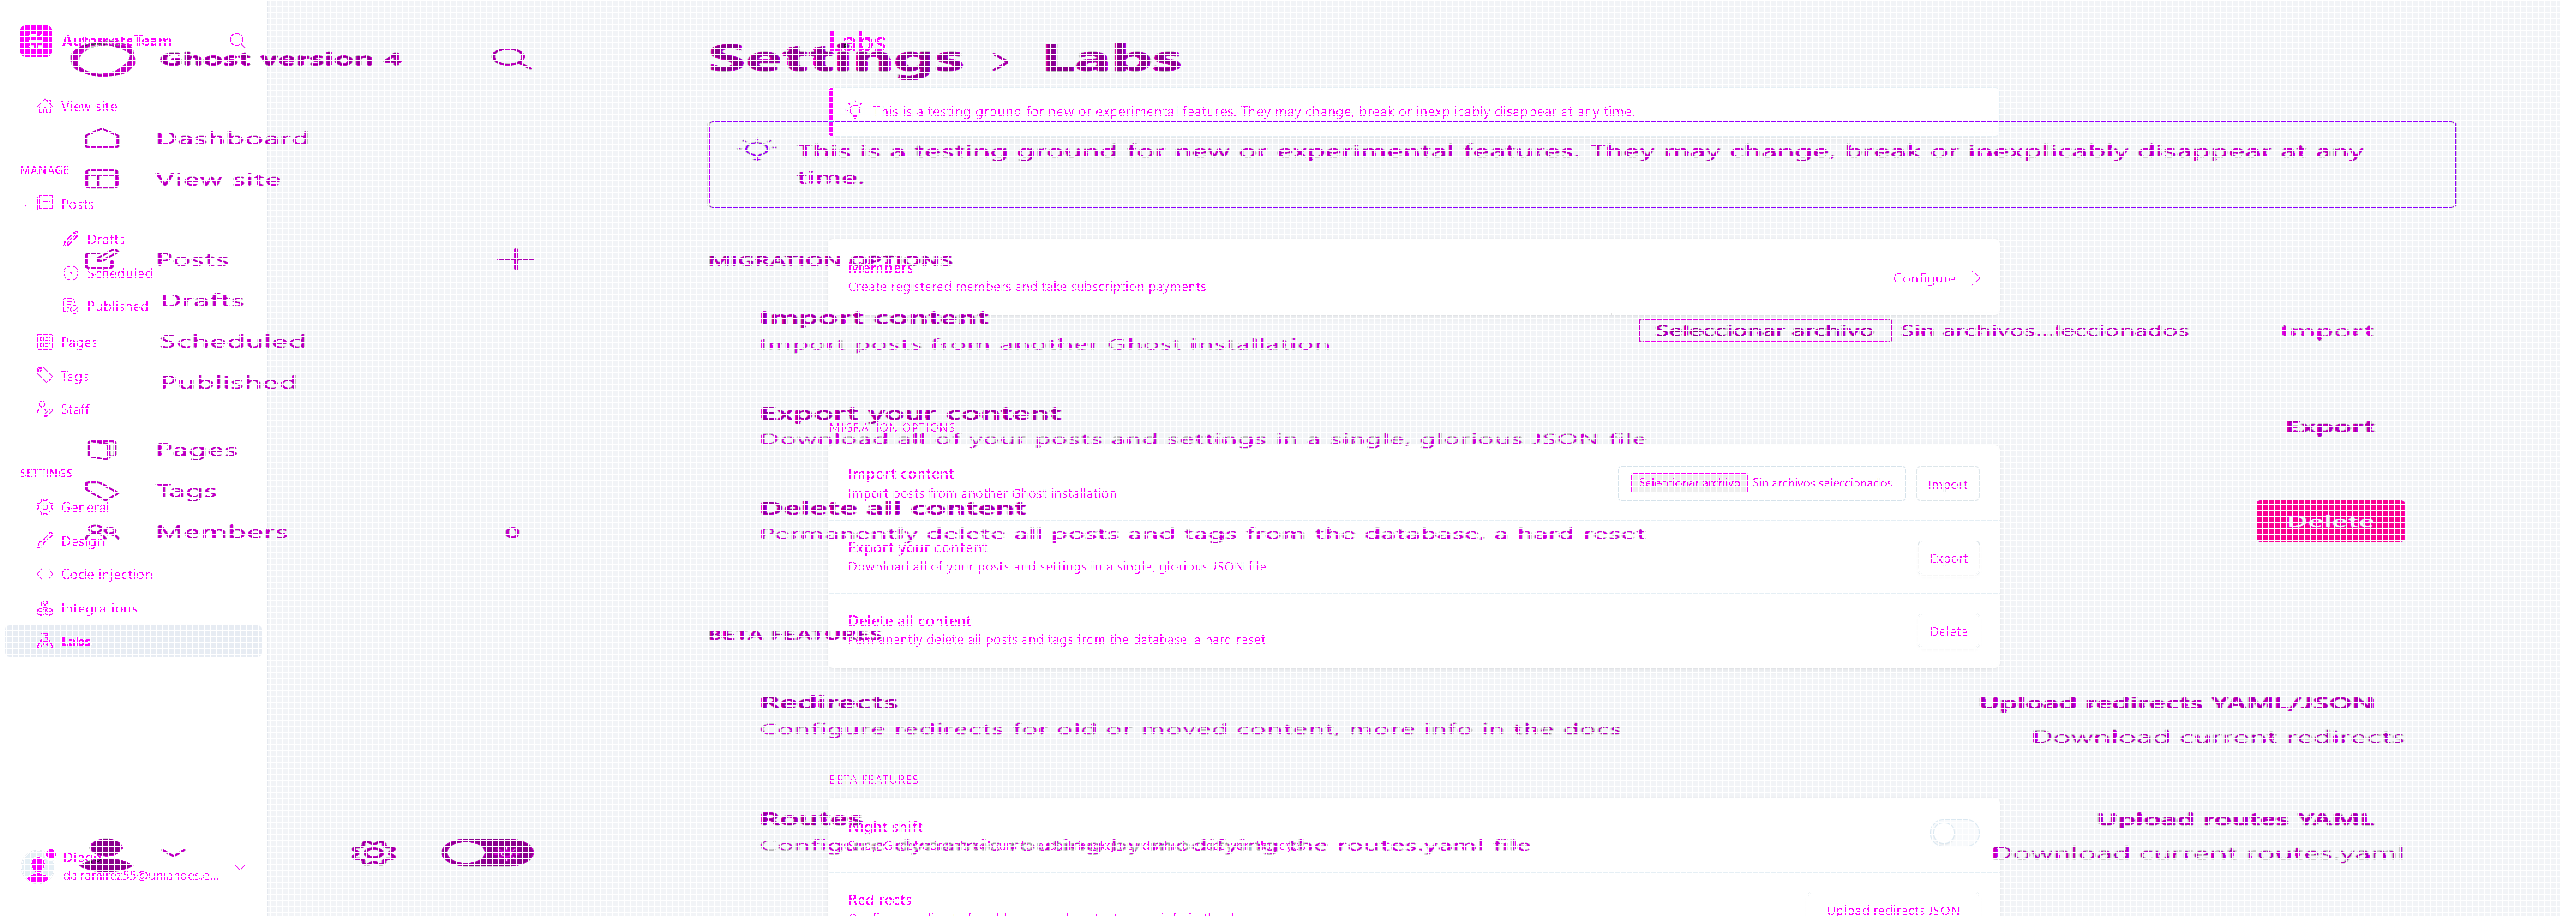 AutomateTeam
Ghost version 4
View site
Dashboard
MANAGE
View site
Posts
Drafts
Posts
Scheduled
Drafts
Published
Pages
Scheduled
Tags
Published
Staff
Pages
SETTINGS
Tags
General
Members
Design
Code injection
Integrations
Labs
Labs
Settings > Labs
This is a testing ground for new or experimental features. They may change, break or inexplicably disappear at any time.
This is a testing ground for new or experimental features. They may change, break or inexplicably disappear at any
time.
MIGRATION OPTIONS
Members
Create registered members and take subscription payments
Configure
Import content
Import posts from another Ghost installation
Seleccionar archivo Sin archivos...leccionados Import
Export your content
Download all of your posts and settings in a single, glorious JSON file
Export
MIGRATION OPTIONS
Import content
Import posts from another Ghost installation
Seleccionar archivo Sin archivos seleccionados Import
Delete all content
Permanently delete all posts and tags from the database, a hard reset
Delete
Export your content
Download all of your posts and settings in a single, glorious JSON file
Export
Delete all content
Permanently delete all posts and tags from the database, a hard reset
Delete
BETA FEATURES
Redirects
Configure redirects for old or moved content, more info in the docs
Upload redirects YAML/JSON
Download current redirects
BETA FEATURES
Routes
Configure dynamic routing by modifying the routes.yaml file
Upload routes YAML
Download current routes.yaml
Night shift
Redirects
Upload redirects JSON